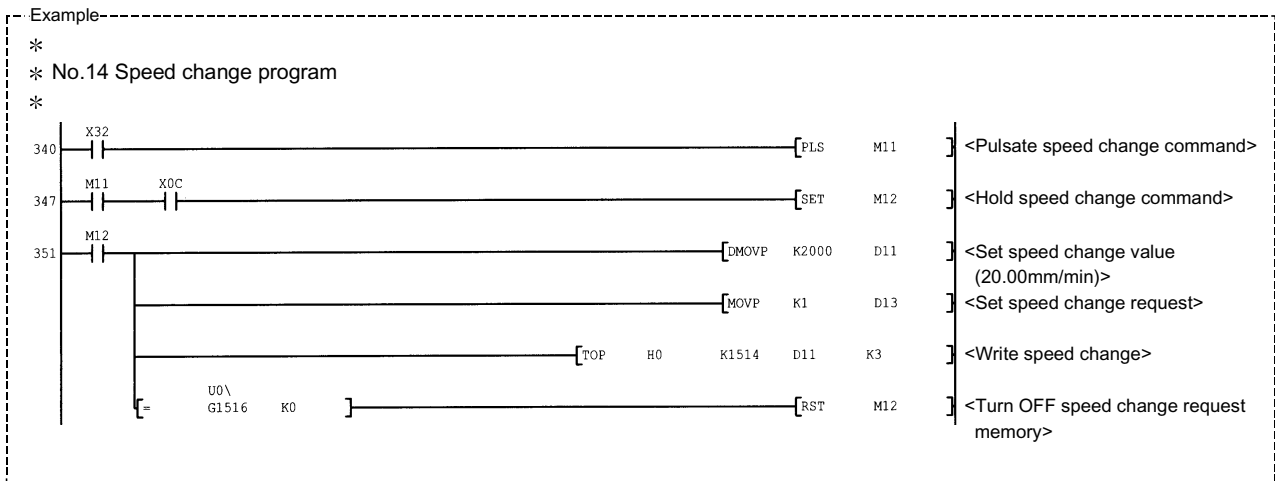 Example
* 
* No.14 Speed change program
*
X32
340 [PLS M11 ] <Pulsate speed change command>
M11 X0C
347 [SET M12 ] <Hold speed change command>
M12
351 [DMOVP K2000 D11 ] <Set speed change value
(20.00mm/min)>
[MOVP K1 D13 ] <Set speed change request>
[TOP H0 K1514 D11 K3 ] <Write speed change>
U0\
[= G1516 K0 ] [RST M12 ] <Turn OFF speed change request
memory>